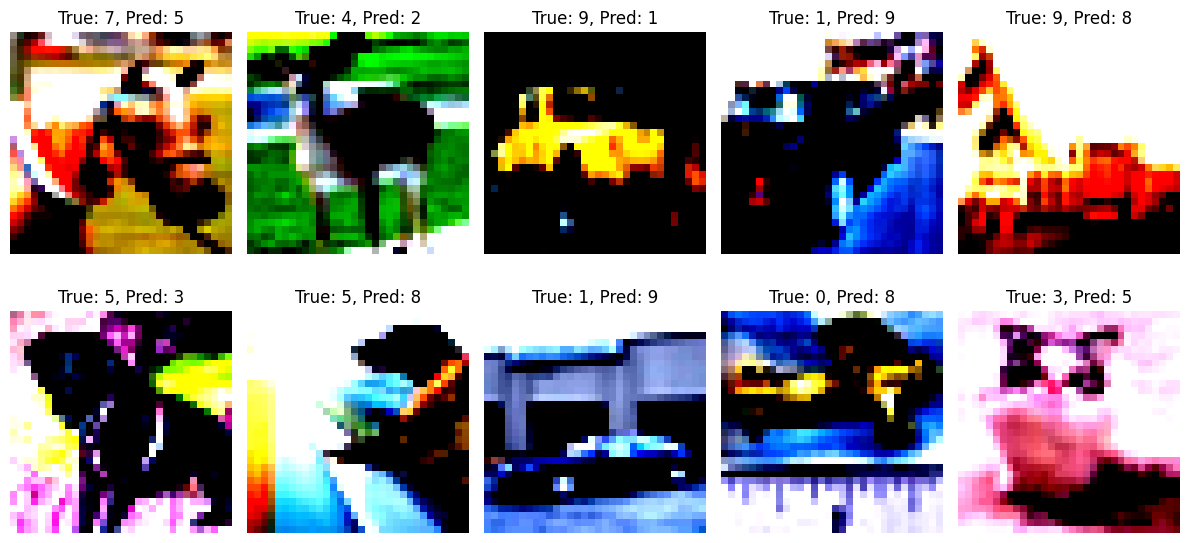 True: 7, Pred: 5
True: 4, Pred: 2
True: 9, Pred: 1
True: 1, Pred: 9
True: 9, Pred: 8
True: 5, Pred: 3
True: 5, Pred: 8
True: 1, Pred: 9
True: 0, Pred: 8
True: 3, Pred: 5